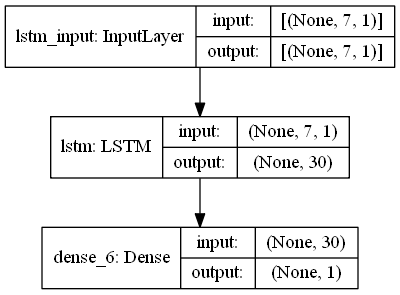 lstm_input: InputLayer
input: [(None, 7, 1)]
output: [(None, 7, 1)]
lstm: LSTM
input: (None, 7, 1)
output: (None, 30)
dense_6: Dense
input: (None, 30)
output: (None, 1)